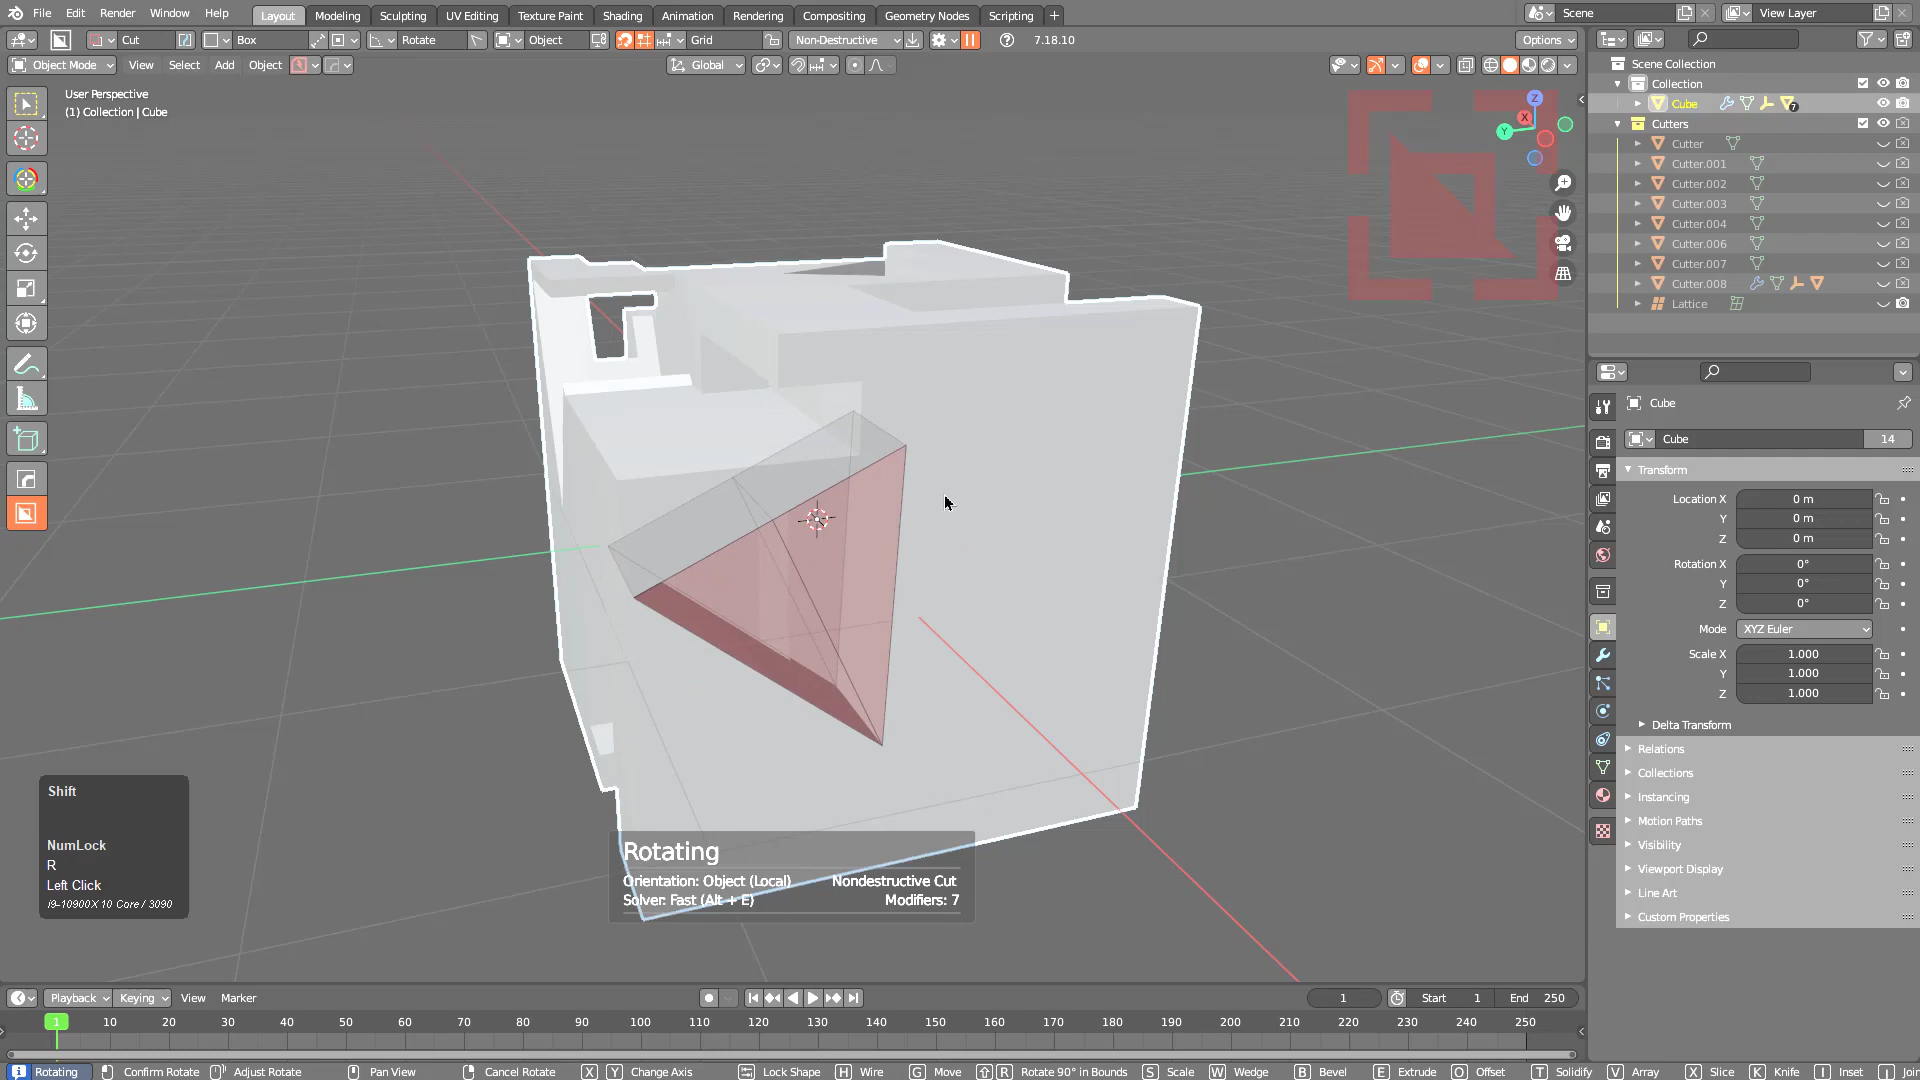 File Edit Render Window Help Layout Modeling Sculpting UV Editing Texture Paint Shading Animation Rendering Compositing Geometry Nodes Scripting + Scene View Layer
Cut Box Rotate Object Grid Non-Destructive 7.18.10 Options
Object Mode View Select Add Object Global
User Perspective
(1) Collection | Cube
Z
X
Y
Scene Collection
Collection
Cube 7
Cutters
Cutter
Cutter.001
Cutter.002
Cutter.003
Cutter.004
Cutter.006
Cutter.007
Cutter.008
Lattice
Cube
Cube 14
Transform
Location X 0 m
Y 0 m
Z 0 m
Rotation X 0°
Y 0°
Z 0°
Mode XYZ Euler
Scale X 1.000
Y 1.000
Z 1.000
Delta Transform
Relations
Collections
Instancing
Motion Paths
Visibility
Viewport Display
Line Art
Custom Properties
Shift
NumLock
R
Left Click
i9-10900X 10 Core / 3090
Rotating
Orientation: Object (Local) Nondestructive Cut
Solver: Fast (Alt + E) Modifiers: 7
Playback Keying View Marker 1 Start 1 End 250
1 10 20 30 40 50 60 70 80 90 100 110 120 130 140 150 160 170 180 190 200 210 220 230 240 250
Rotating Confirm Rotate Adjust Rotate Pan View Cancel Rotate X Y Change Axis Lock Shape H Wire G Move R Rotate 90° in Bounds S Scale W Wedge B Bevel E Extrude O Offset T Solidify V Array X Slice K Knife I Inset J Join